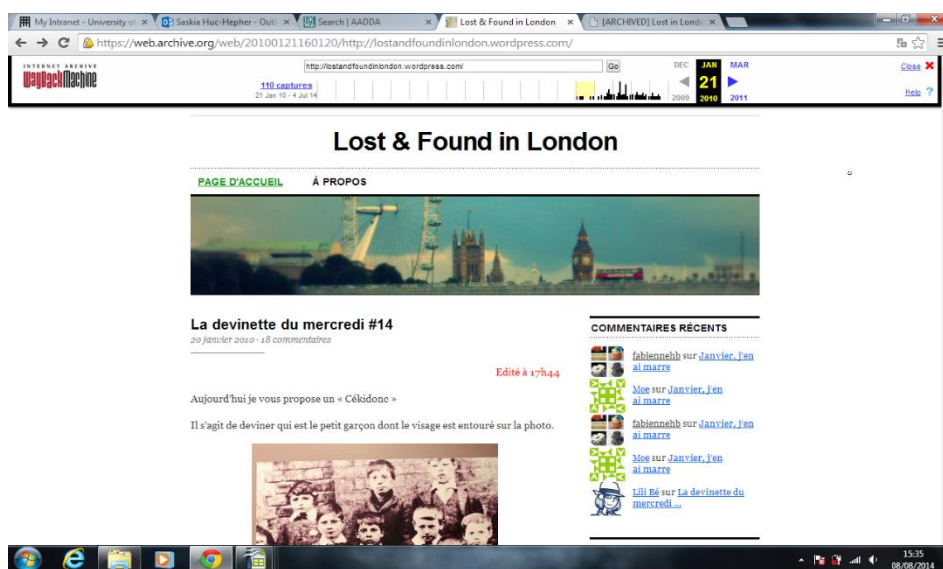 My Intranet - University of
Saskia Huc-Hepher - Outl
Search | AADDA
Lost & Found in London
[ARCHIVED] Lost in Lond
https://web.archive.org/web/20100121160120/http://lostandfoundinlondon.wordpress.com/
INTERNET ARCHIVE
WayBackMachine
http://lostandfoundinlondon.wordpress.com/
Go
110 captures
21 Jan 10 - 4 Jul 14
DEC JAN MAR
21
2009 2010 2011
Close
Help ?
Lost & Found in London
PAGE D'ACCUEIL
À PROPOS
La devinette du mercredi #14
20 janvier 2010 · 18 commentaires
Edité à 17h44
Aujourd'hui je vous propose un « Cékidonc »
Il s'agit de deviner qui est le petit garçon dont le visage est entouré sur la photo.
COMMENTAIRES RÉCENTS
fabiennehb sur Janvier, j'en
ai marre
Moe sur Janvier, j'en
ai marre
fabiennehb sur Janvier, j'en
ai marre
Moe sur Janvier, j'en
ai marre
Lili Bé sur La devinette du
mercredi ...
15:35
08/08/2014